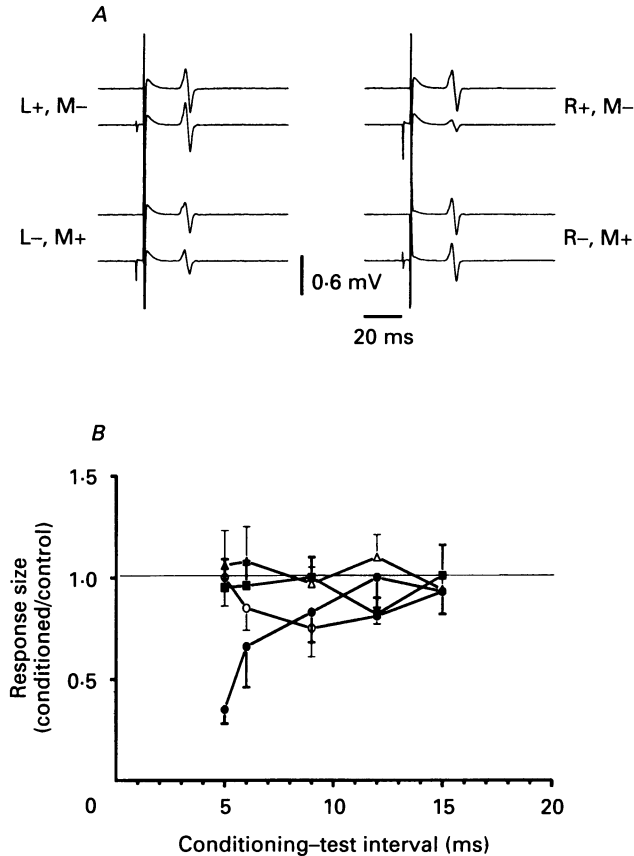 A
L+, M–
R+, M–
L–, M+
R–, M+
0·6 mV
20 ms
B
Response size
(conditioned/control)
1·5
1·0
0·5
0
5
10
15
20
Conditioning–test interval (ms)